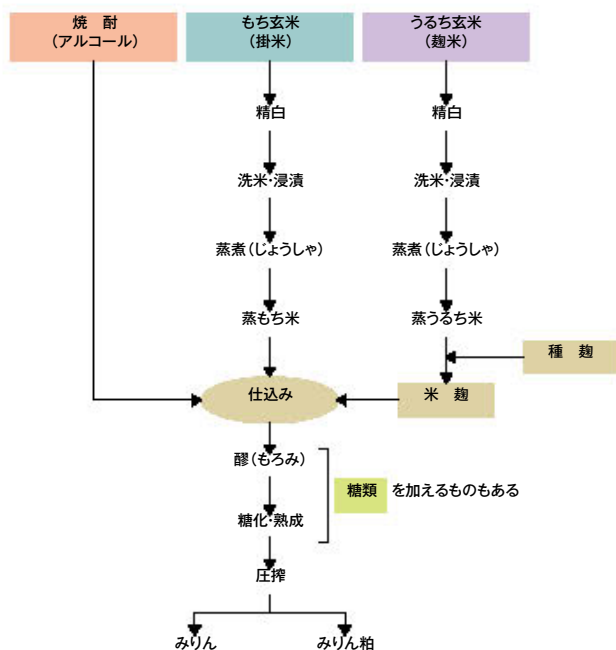 焼　酎
（アルコール）
もち玄米
（掛米）
うるち玄米
（麹米）
精白
精白
洗米・浸漬
洗米・浸漬
蒸煮（じょうしゃ）
蒸煮（じょうしゃ）
蒸もち米
蒸うるち米
種　麹
仕込み
米　麹
醪（もろみ）
糖類 を加えるものもある
糖化・熟成
圧搾
みりん
みりん粕